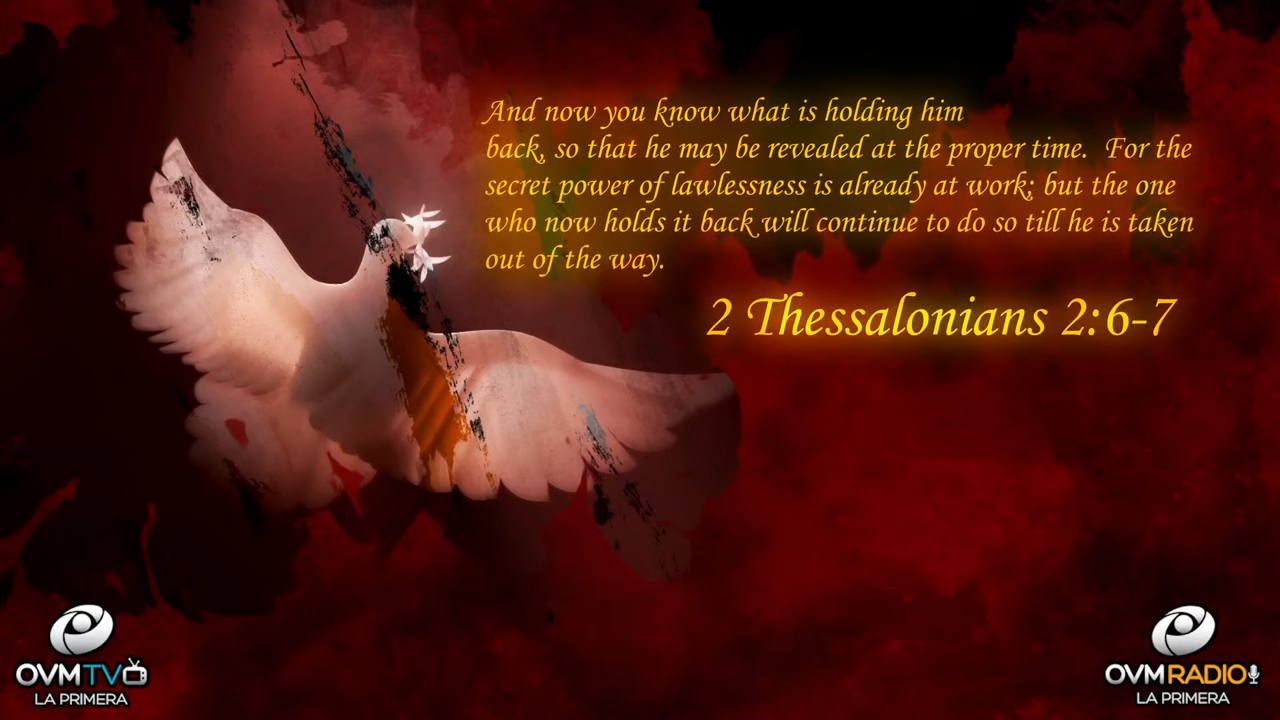 And now you know what is holding him
back, so that he may be revealed at the proper time.  For the
secret power of lawlessness is already at work; but the one
who now holds it back will continue to do so till he is taken
out of the way.
2 Thessalonians 2:6-7
OVMTV
LA PRIMERA
OVMRADIO
LA PRIMERA